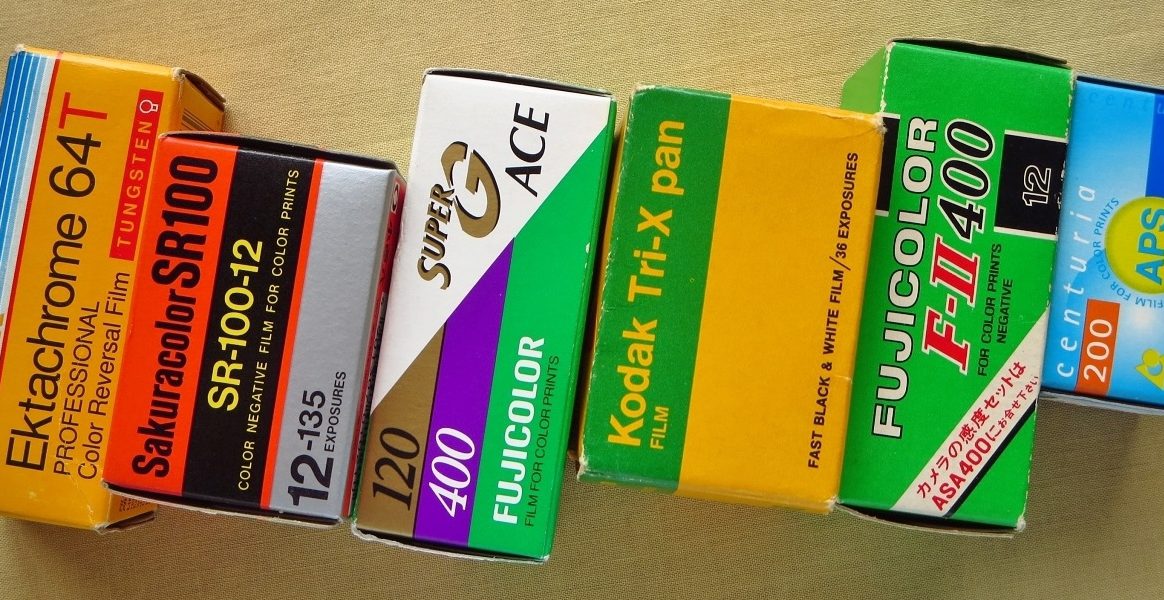 Ektachrome 64T
PROFESSIONAL
Color Reversal Film
TUNGSTEN
SakuracolorSR100
SR-100-12
COLOR NEGATIVE FILM FOR COLOR PRINTS
12-135
EXPOSURES
SUPER G ACE
120
400
FUJICOLOR
FILM FOR COLOR PRINTS
Kodak Tri-X pan
FILM
FAST BLACK & WHITE FILM/36 EXPOSURES
FUJICOLOR
F-II 400
FOR COLOR PRINTS
NEGATIVE
12
カメラの感度セットは
ASA400にお合せ下さい
centuria
200
APS
FILM FOR COLOR PRINTS